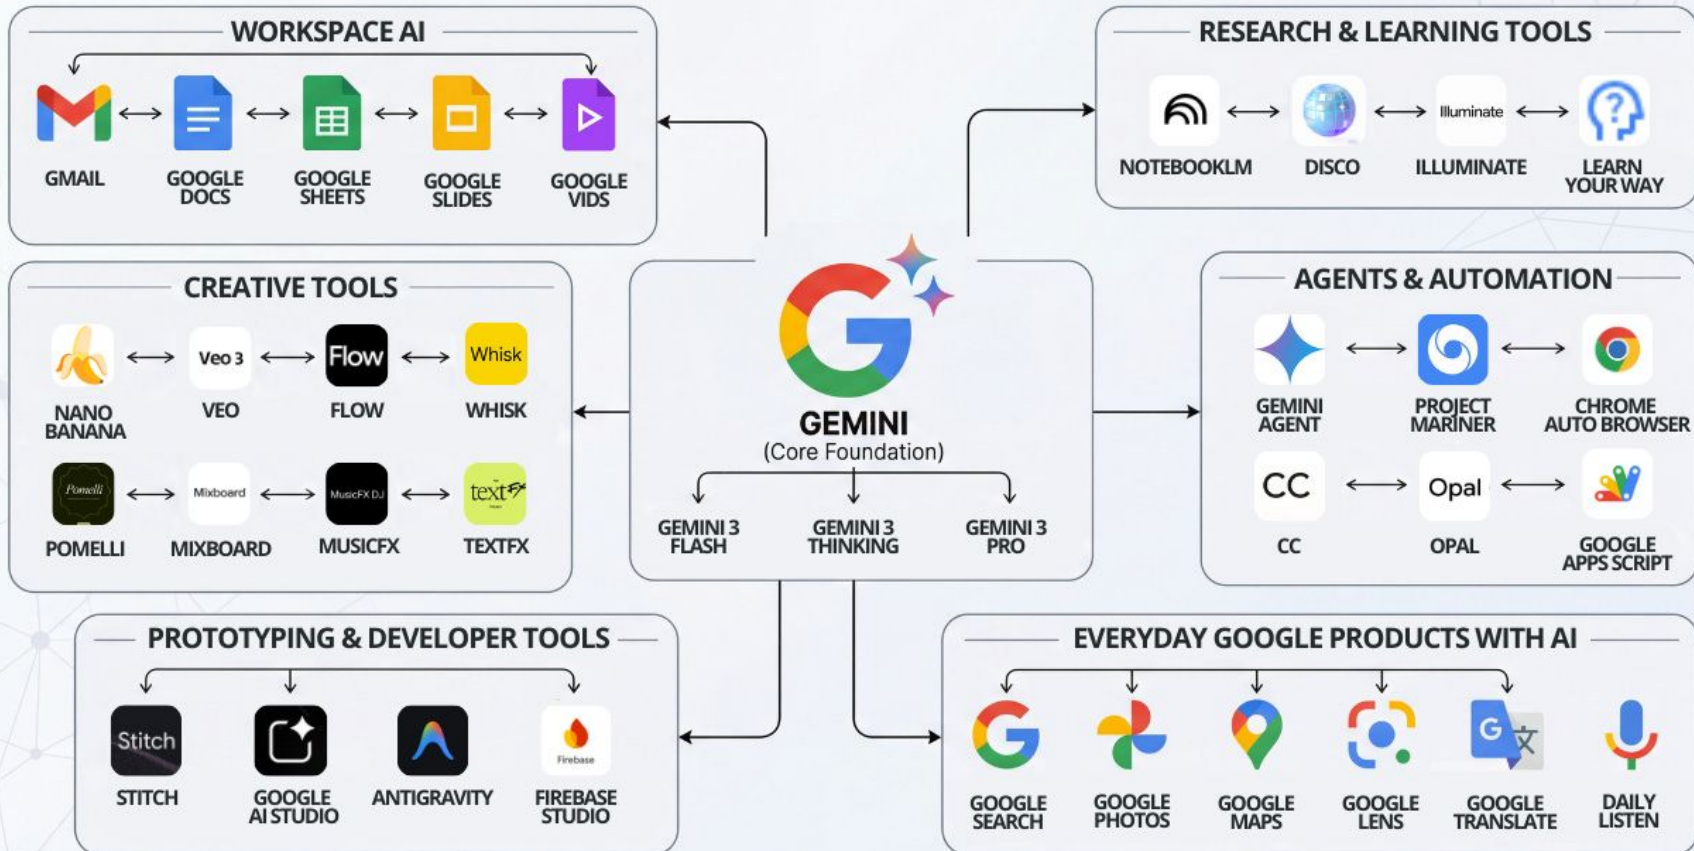 WORKSPACE AI
GMAIL
GOOGLE
DOCS
GOOGLE
SHEETS
GOOGLE
SLIDES
GOOGLE
VIDS
RESEARCH & LEARNING TOOLS
Illuminate
NOTEBOOKLM
DISCO
ILLUMINATE
LEARN
YOUR WAY
CREATIVE TOOLS
Veo 3
Flow
Whisk
NANO
BANANA
VEO
FLOW
WHISK
Pomelli
Mixboard
MusicFX DJ
textFX
POMELLI
MIXBOARD
MUSICFX
TEXTFX
GEMINI
(Core Foundation)
GEMINI 3
FLASH
GEMINI 3
THINKING
GEMINI 3
PRO
AGENTS & AUTOMATION
GEMINI
AGENT
PROJECT
MARINER
CHROME
AUTO BROWSER
CC
Opal
CC
OPAL
GOOGLE
APPS SCRIPT
PROTOTYPING & DEVELOPER TOOLS
Stitch
Firebase
STITCH
GOOGLE
AI STUDIO
ANTIGRAVITY
FIREBASE
STUDIO
EVERYDAY GOOGLE PRODUCTS WITH AI
G 文
GOOGLE
SEARCH
GOOGLE
PHOTOS
GOOGLE
MAPS
GOOGLE
LENS
GOOGLE
TRANSLATE
DAILY
LISTEN